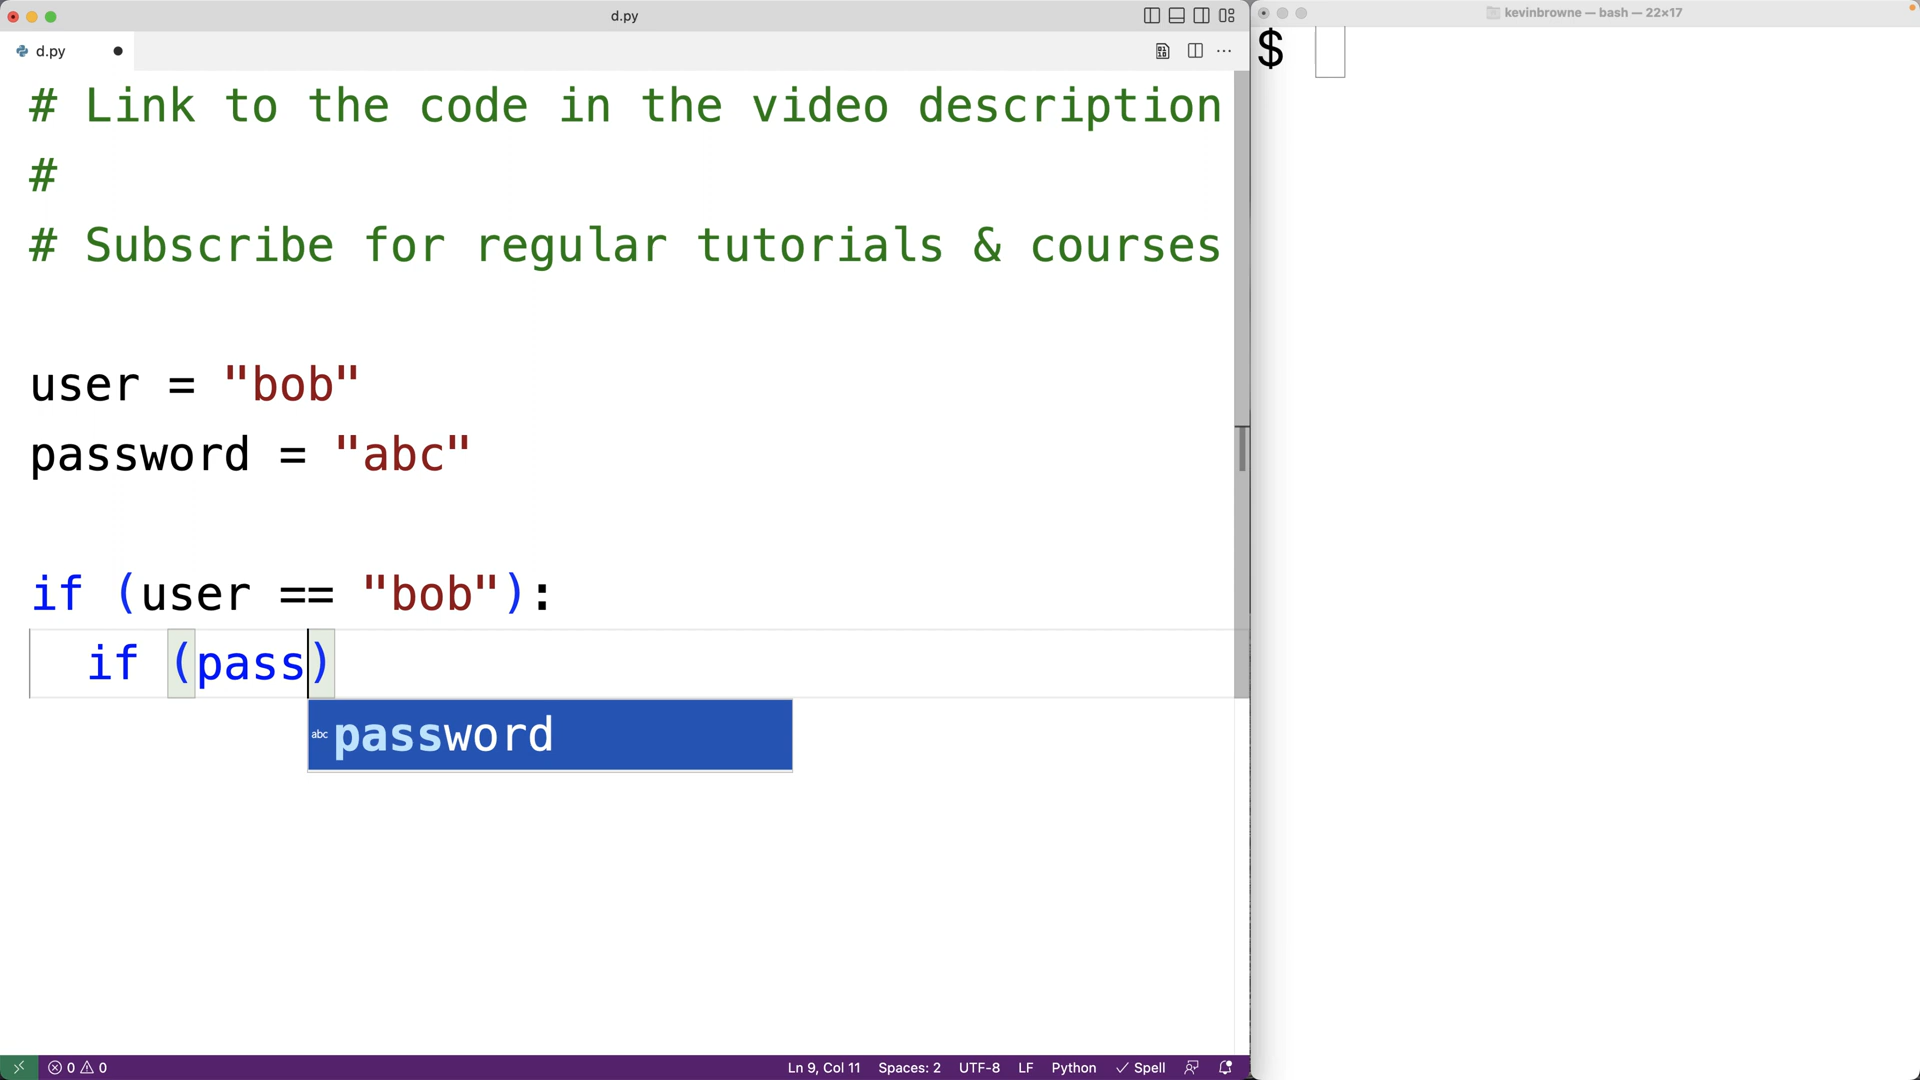 d.py
kevinbrowne — bash — 22×17
d.py
$
# Link to the code in the video description
#
# Subscribe for regular tutorials & courses
user = "bob"
password = "abc"
if (user == "bob"):
if (pass)
abc password
0 0
Ln 9, Col 11 Spaces: 2 UTF-8 LF Python Spell